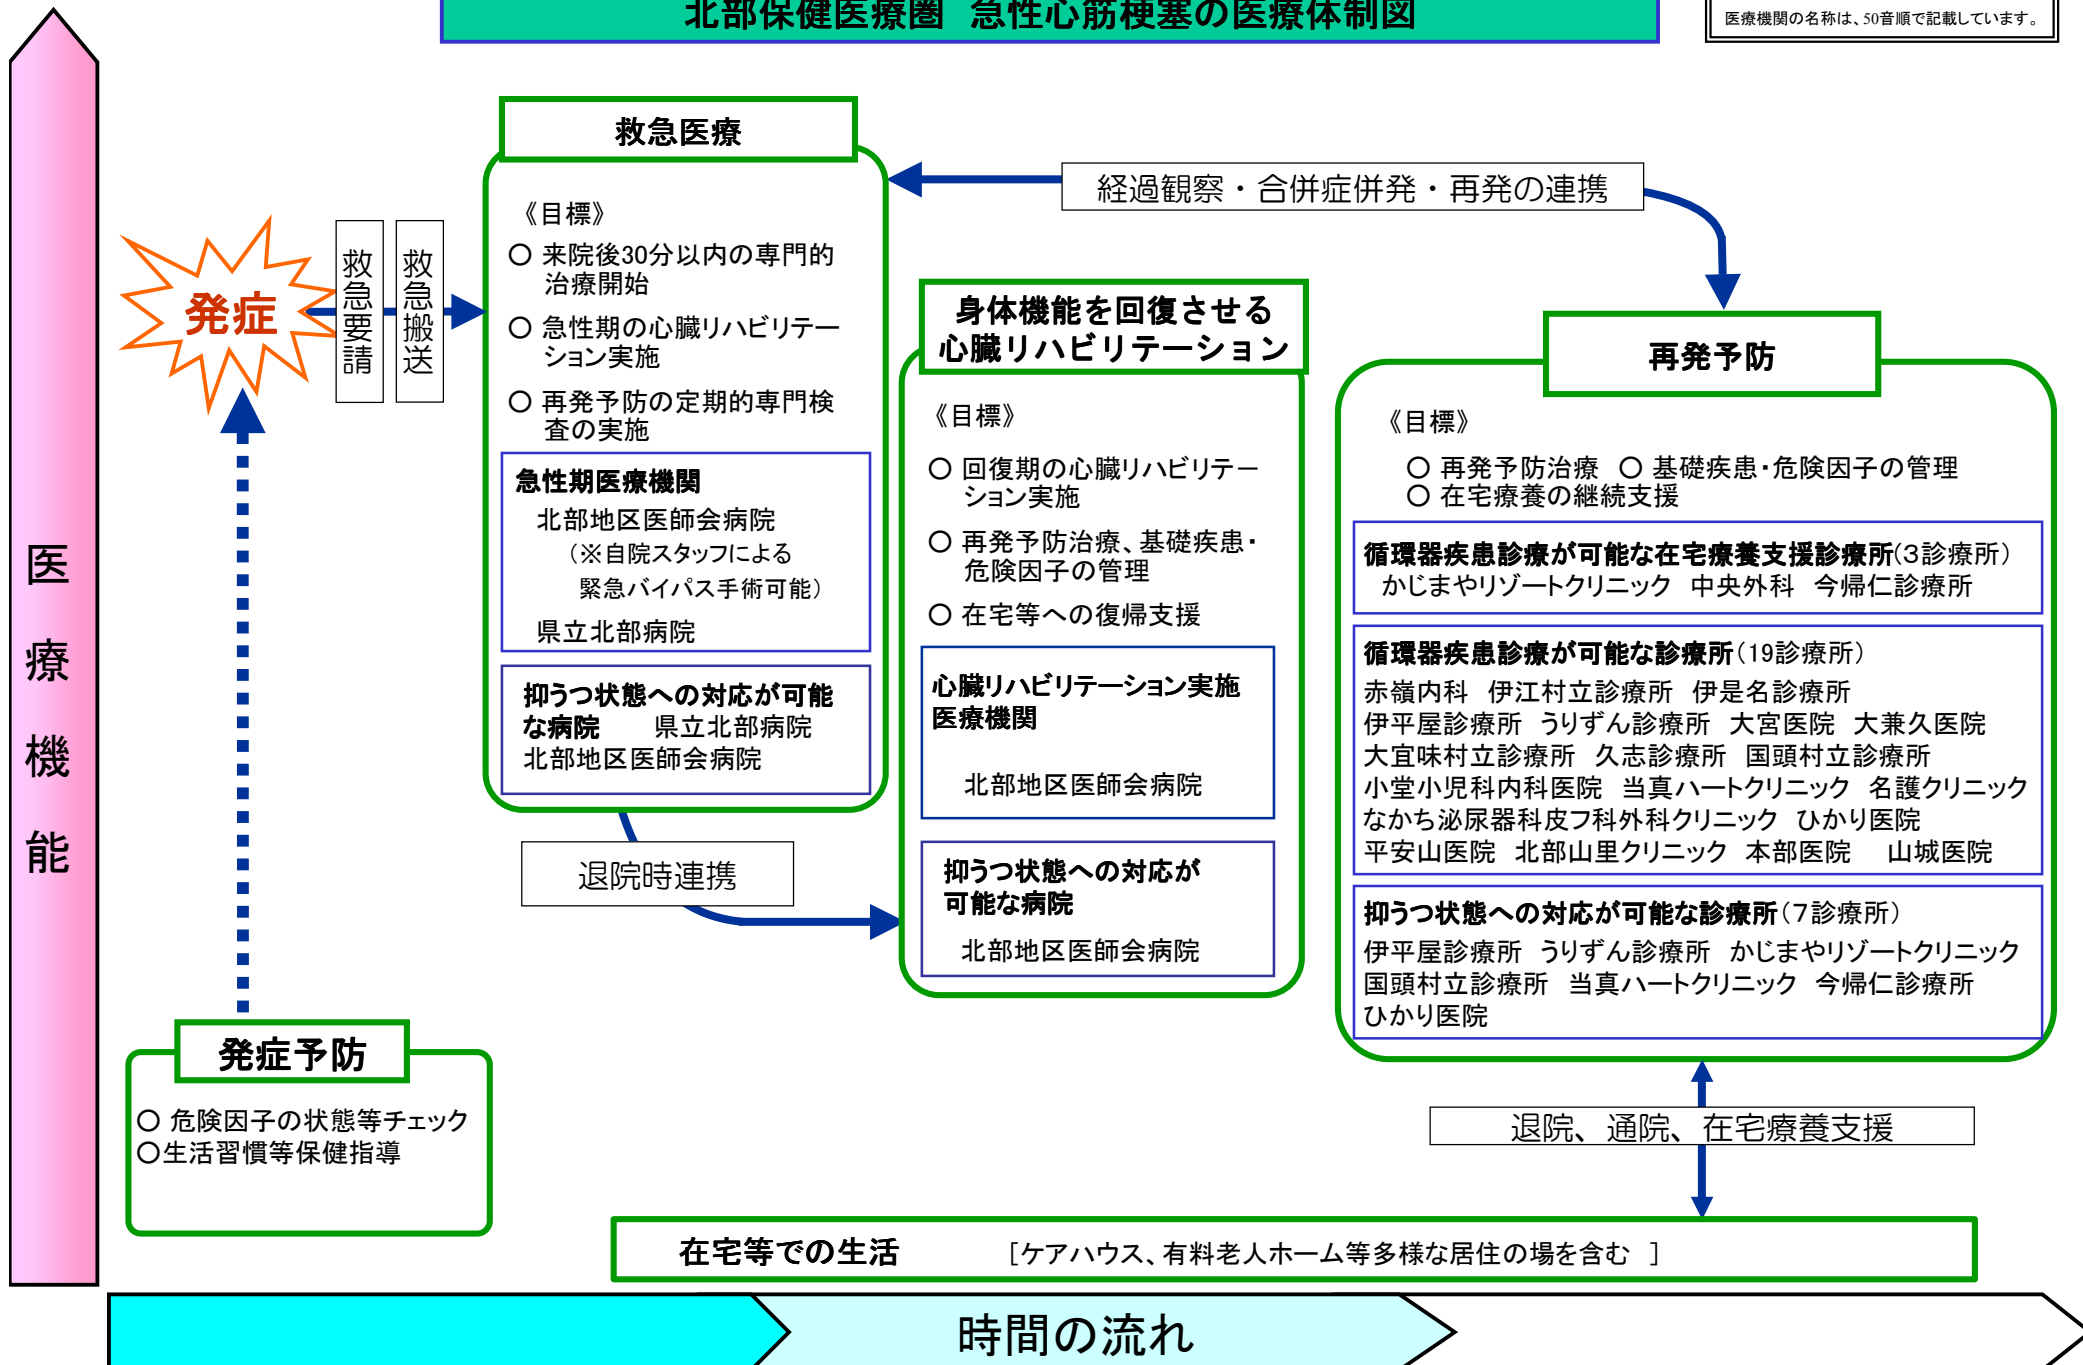 北部保健医療圏 急性心筋梗塞の医療体制図
医療機関の名称は、50音順で記載しています。
医療機能
救急医療
《目標》
○ 来院後30分以内の専門的
治療開始
○ 急性期の心臓リハビリテー
ション実施
○ 再発予防の定期的専門検
査の実施
急性期医療機関
北部地区医師会病院
（※自院スタッフによる
緊急バイパス手術可能）
県立北部病院
抑うつ状態への対応が可能
な病院　県立北部病院
北部地区医師会病院
発症
救急要請
救急搬送
経過観察・合併症併発・再発の連携
身体機能を回復させる
心臓リハビリテーション
《目標》
○ 回復期の心臓リハビリテー
ション実施
○ 再発予防治療、基礎疾患・
危険因子の管理
○ 在宅等への復帰支援
心臓リハビリテーション実施
医療機関
北部地区医師会病院
抑うつ状態への対応が
可能な病院
北部地区医師会病院
退院時連携
再発予防
《目標》
○ 再発予防治療　○ 基礎疾患・危険因子の管理
○ 在宅療養の継続支援
循環器疾患診療が可能な在宅療養支援診療所（3診療所）
かじまやリゾートクリニック　中央外科　今帰仁診療所
循環器疾患診療が可能な診療所（19診療所）
赤嶺内科　伊江村立診療所　伊是名診療所
伊平屋診療所　うりずん診療所　大宮医院　大兼久医院
大宜味村立診療所　久志診療所　国頭村立診療所
小堂小児科内科医院　当真ハートクリニック　名護クリニック
なかち泌尿器科皮フ科外科クリニック　ひかり医院
平安山医院　北部山里クリニック　本部医院　山城医院
抑うつ状態への対応が可能な診療所（7診療所）
伊平屋診療所　うりずん診療所　かじまやリゾートクリニック
国頭村立診療所　当真ハートクリニック　今帰仁診療所
ひかり医院
発症予防
○ 危険因子の状態等チェック
○生活習慣等保健指導
退院、通院、在宅療養支援
在宅等での生活　［ケアハウス、有料老人ホーム等多様な居住の場を含む　］
時間の流れ